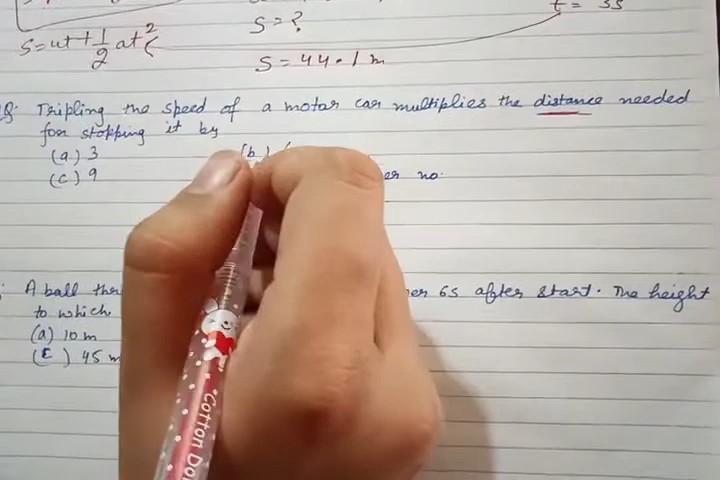 t = 3s
S=ut+1/2 at²
S=?
S=44.1 m
Q: Tripling the speed of a motor car multiplies the distance needed
for stopping it by
(a) 3 (b)
(c) 9 no.
A ball 6s after start. The height
to which
(a) 10 m
(c) 45 m
"Cotton